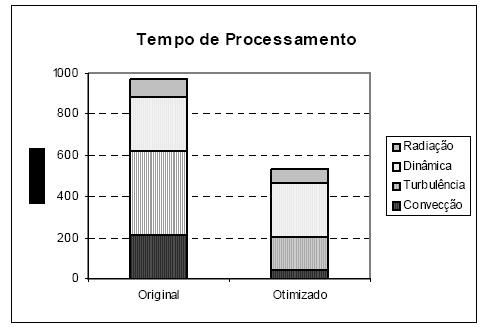 Tempo de Processamento
1000
800
600
400
200
0
Original Otimizado
Radiação
Dinâmica
Turbulência
Convecção